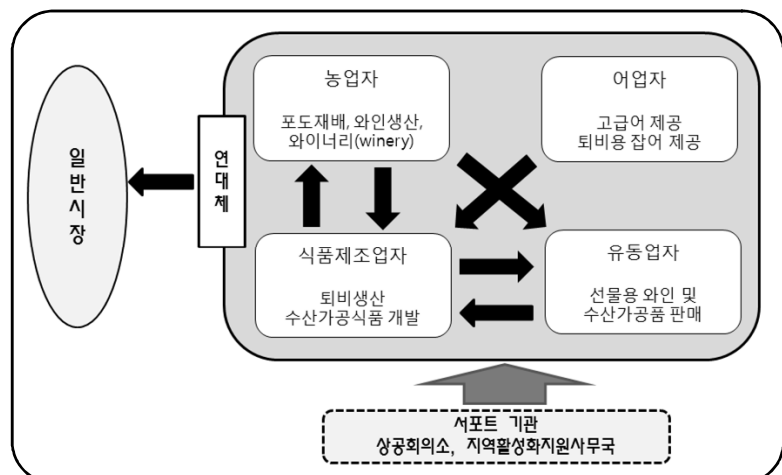 농업자
포도재배, 와인생산,
와이너리(winery)
어업자
고급어 제공
퇴비용 잡어 제공
일반시장
연대체
식품제조업자
퇴비생산
수산가공식품 개발
유동업자
선물용 와인 및
수산가공품 판매
서포트 기관
상공회의소, 지역활성화지원사무국